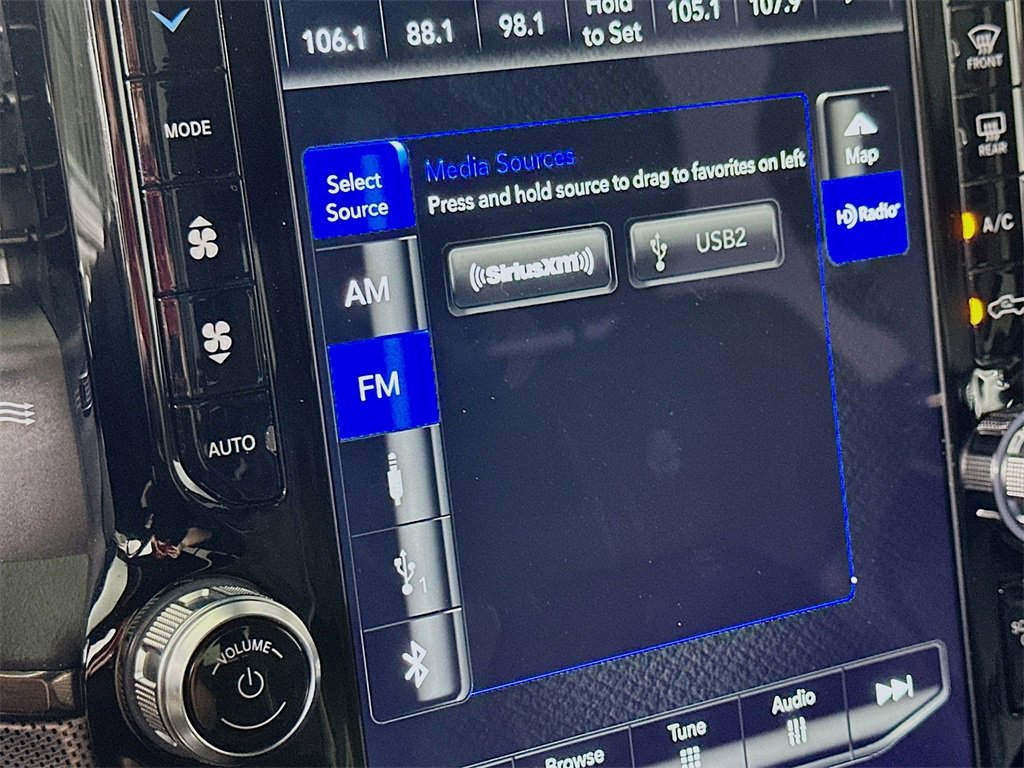 106.1
88.1
98.1
Hold
to Set
105.1
107.9
FRONT
MODE
REAR
Select
Source
Media Sources
Press and hold source to drag to favorites on left
Map
SiriusXM
USB2
HD Radio
A/C
AM
FM
AUTO
1
VOLUME
Browse
Tune
Audio